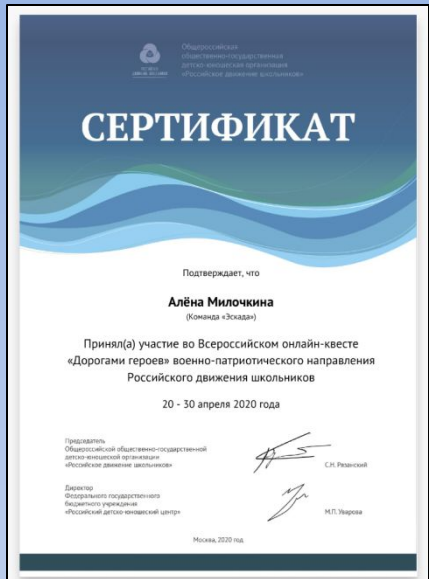 Общероссийская
общественно-государственная
детско-юношеская организация
«Российское движение школьников»
СЕРТИФИКАТ
Подтверждает, что
Алёна Милочкина
(Команда «Эскада»)
Принял(а) участие во Всероссийском онлайн-квесте
«Дорогами героев» военно-патриотического направления
Российского движения школьников
20 - 30 апреля 2020 года
Председатель
Общероссийской общественно-государственной
детско-юношеской организации
«Российское движение школьников»
С.Н. Рязанский
Директор
Федерального государственного
бюджетного учреждения
«Российский детско-юношеский центр»
М.П. Уварова
Москва, 2020 год